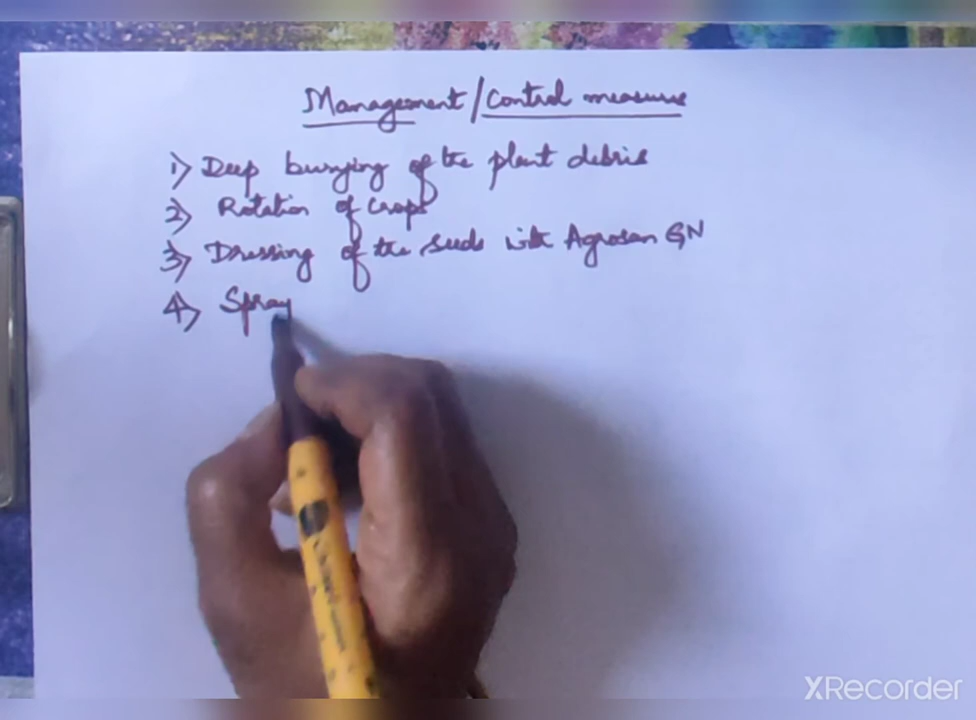 Management/Control measure
1) Deep burying of the plant debris
2) Rotation of Crops
3) Dressing of the seeds with Agrosan GN
4) Spray
XRecorder